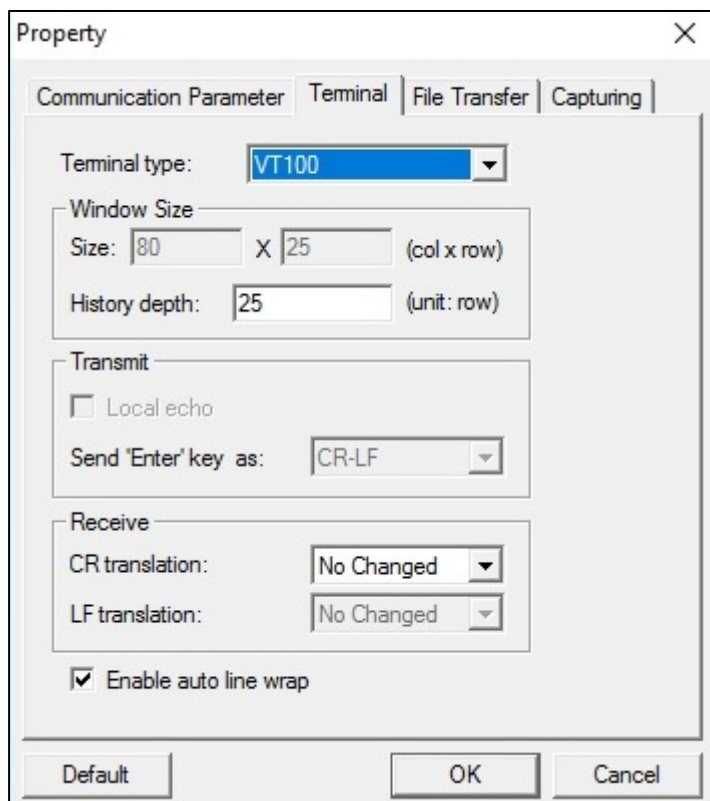 Property
Communication Parameter Terminal File Transfer Capturing
Terminal type: VT100
Window Size
Size: 80 X 25 (col x row)
History depth: 25 (unit: row)
Transmit
Local echo
Send 'Enter' key as: CR-LF
Receive
CR translation: No Changed
LF translation: No Changed
Enable auto line wrap
Default OK Cancel